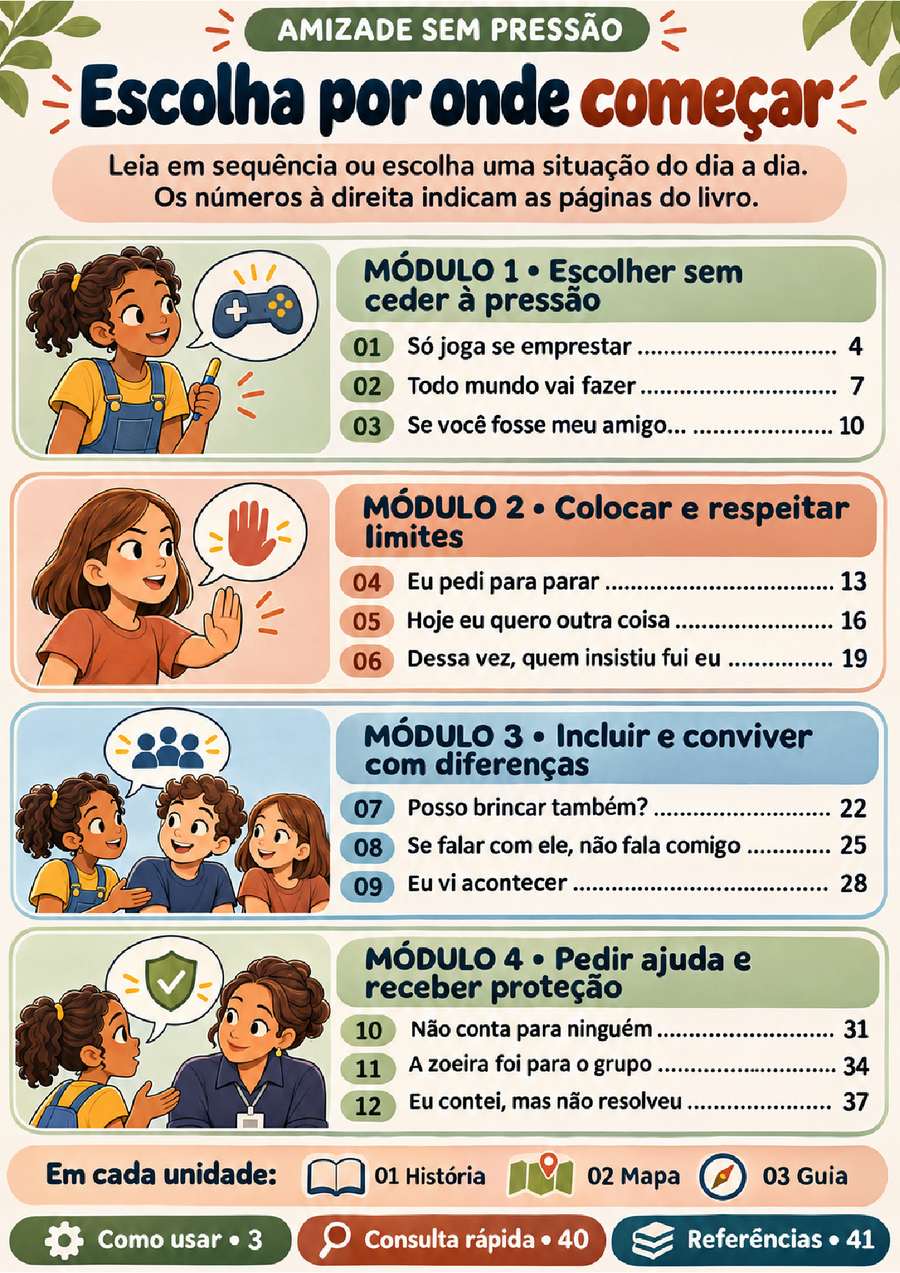 AMIZADE SEM PRESSÃO
Escolha por onde começar
Leia em sequência ou escolha uma situação do dia a dia.
Os números à direita indicam as páginas do livro.
MÓDULO 1 • Escolher sem
ceder à pressão
01 Só joga se emprestar ........................ 4
02 Todo mundo vai fazer ........................ 7
03 Se você fosse meu amigo... ................. 10
MÓDULO 2 • Colocar e respeitar
limites
04 Eu pedi para parar ........................ 13
05 Hoje eu quero outra coisa ................. 16
06 Dessa vez, quem insistiu fui eu ............ 19
MÓDULO 3 • Incluir e conviver
com diferenças
07 Posso brincar também? .................... 22
08 Se falar com ele, não fala comigo .......... 25
09 Eu vi acontecer ............................ 28
MÓDULO 4 • Pedir ajuda e
receber proteção
10 Não conta para ninguém .................... 31
11 A zoeira foi para o grupo .................... 34
12 Eu contei, mas não resolveu ................ 37
Em cada unidade: 01 História 02 Mapa 03 Guia
Como usar • 3 Consulta rápida • 40 Referências • 41